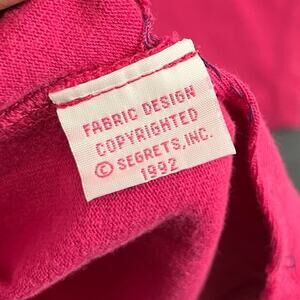 FABRIC DESIGN
COPYRIGHTED
© SEGRETS, INC.
1992